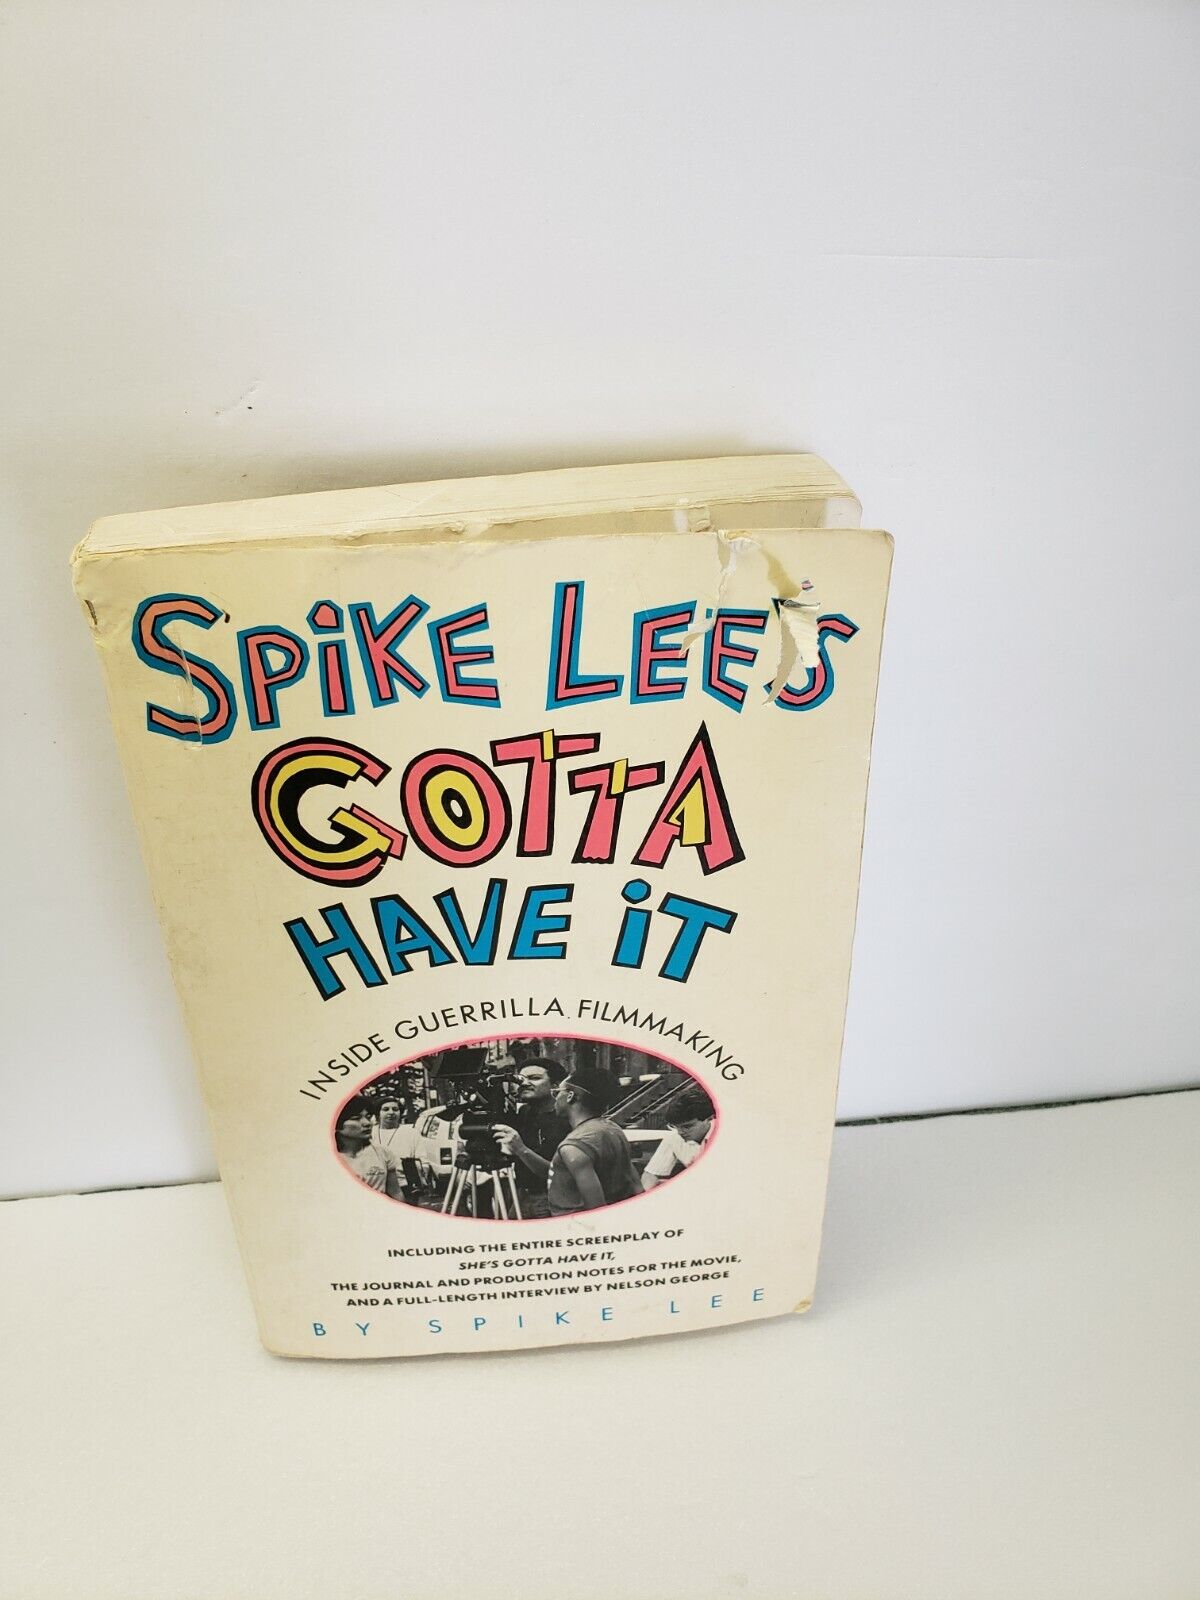 SPIKE LEE'S
GOTTA
HAVE IT
INSIDE GUERRILLA FILMMAKING
INCLUDING THE ENTIRE SCREENPLAY OF
SHE'S GOTTA HAVE IT,
THE JOURNAL AND PRODUCTION NOTES FOR THE MOVIE,
AND A FULL-LENGTH INTERVIEW BY NELSON GEORGE
BY SPIKE LEE